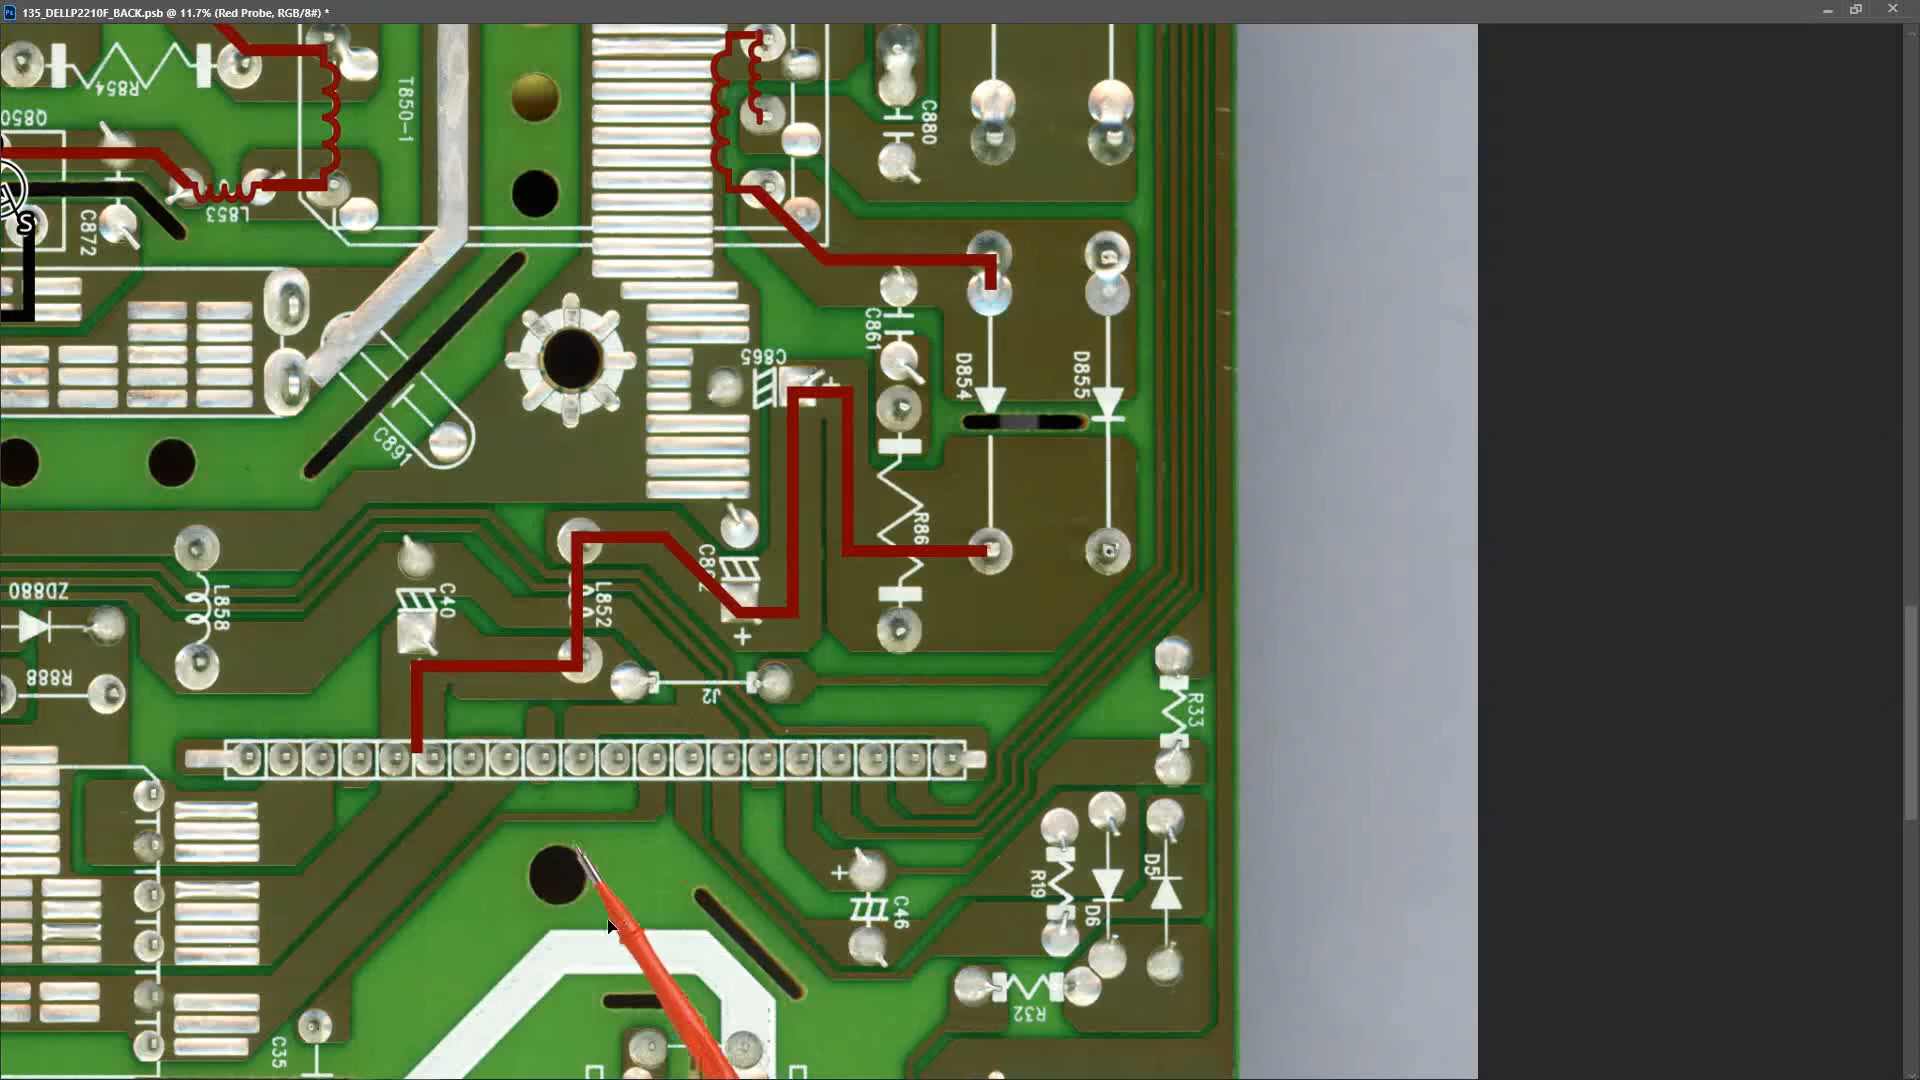 135_DELLP2210F_BACK.psb @ 11.7% (Red Probe, RGB/8#) *
R854
Q850
T850-1
C880
C872
L853
S
C861
C865
+
D854
D855
C891
R86
ZD880
L858
C40
L852
+
R888
J2
R33
+
C46
R19
D6
D5
R32
C35